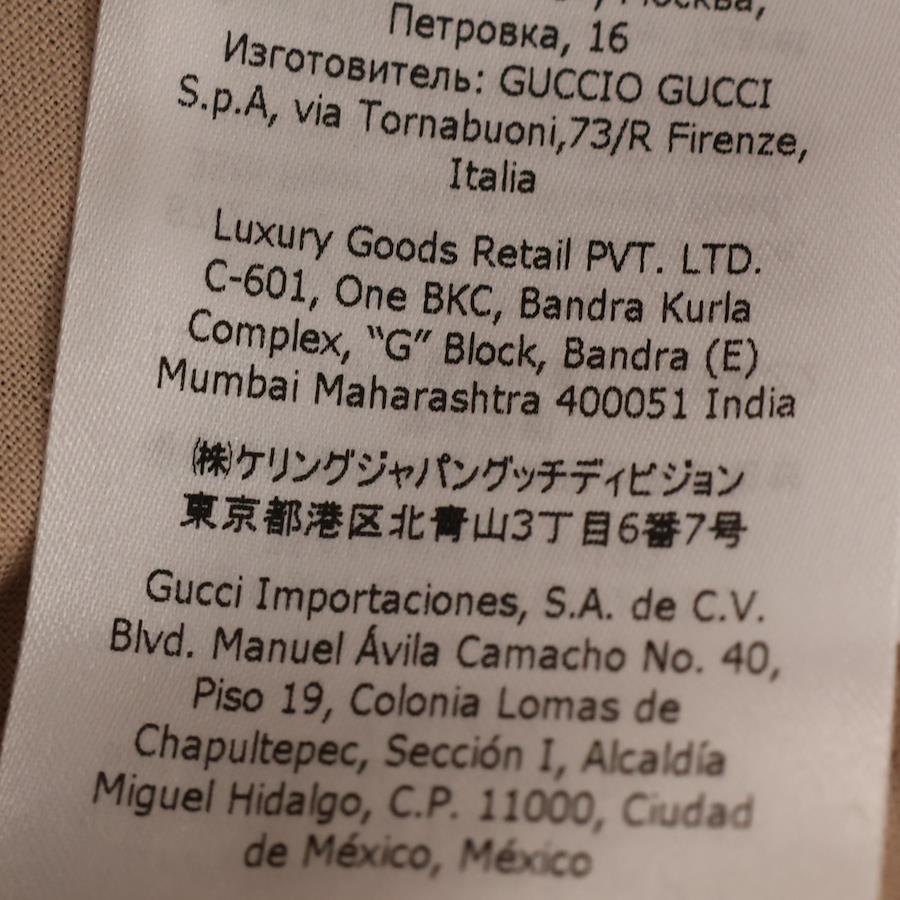 Москва,
Петровка, 16
Изготовитель: GUCCIO GUCCI
S.p.A, via Tornabuoni,73/R Firenze,
Italia
Luxury Goods Retail PVT. LTD.
C-601, One BKC, Bandra Kurla
Complex, “G” Block, Bandra (E)
Mumbai Maharashtra 400051 India
㈱ケリングジャパングッチディビジョン
東京都港区北青山3丁目6番7号
Gucci Importaciones, S.A. de C.V.
Blvd. Manuel Ávila Camacho No. 40,
Piso 19, Colonia Lomas de
Chapultepec, Sección I, Alcaldía
Miguel Hidalgo, C.P. 11000, Ciudad
de México, México